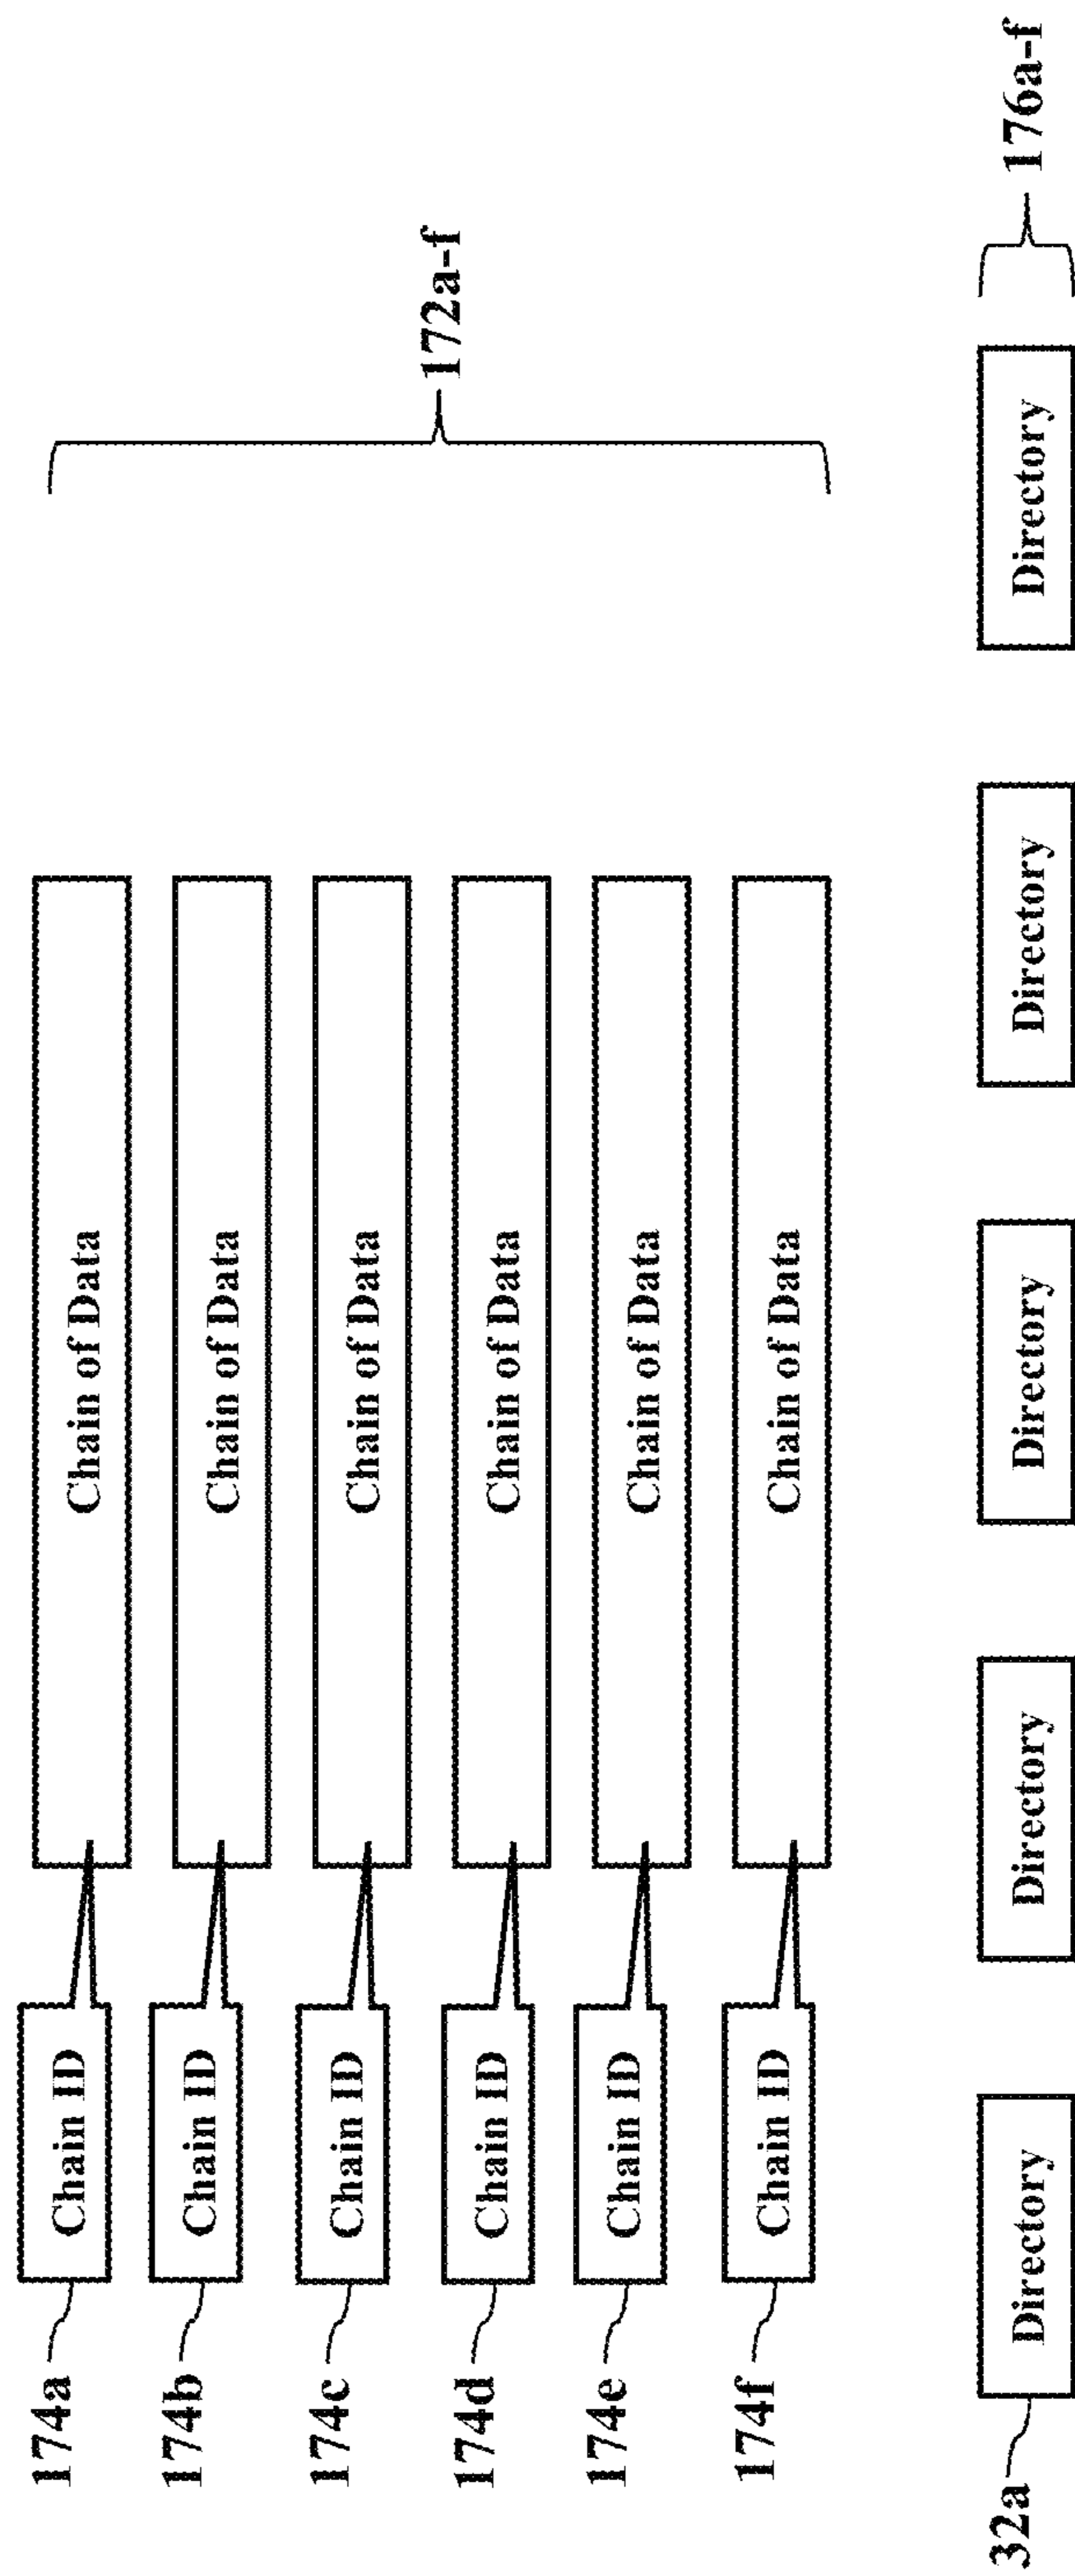 174a
Chain ID
Chain of Data
174b
Chain ID
Chain of Data
174c
Chain ID
Chain of Data
172a-f
174d
Chain ID
Chain of Data
174e
Chain ID
Chain of Data
174f
Chain ID
Chain of Data
32a
Directory
Directory
Directory
Directory
Directory
176a-f